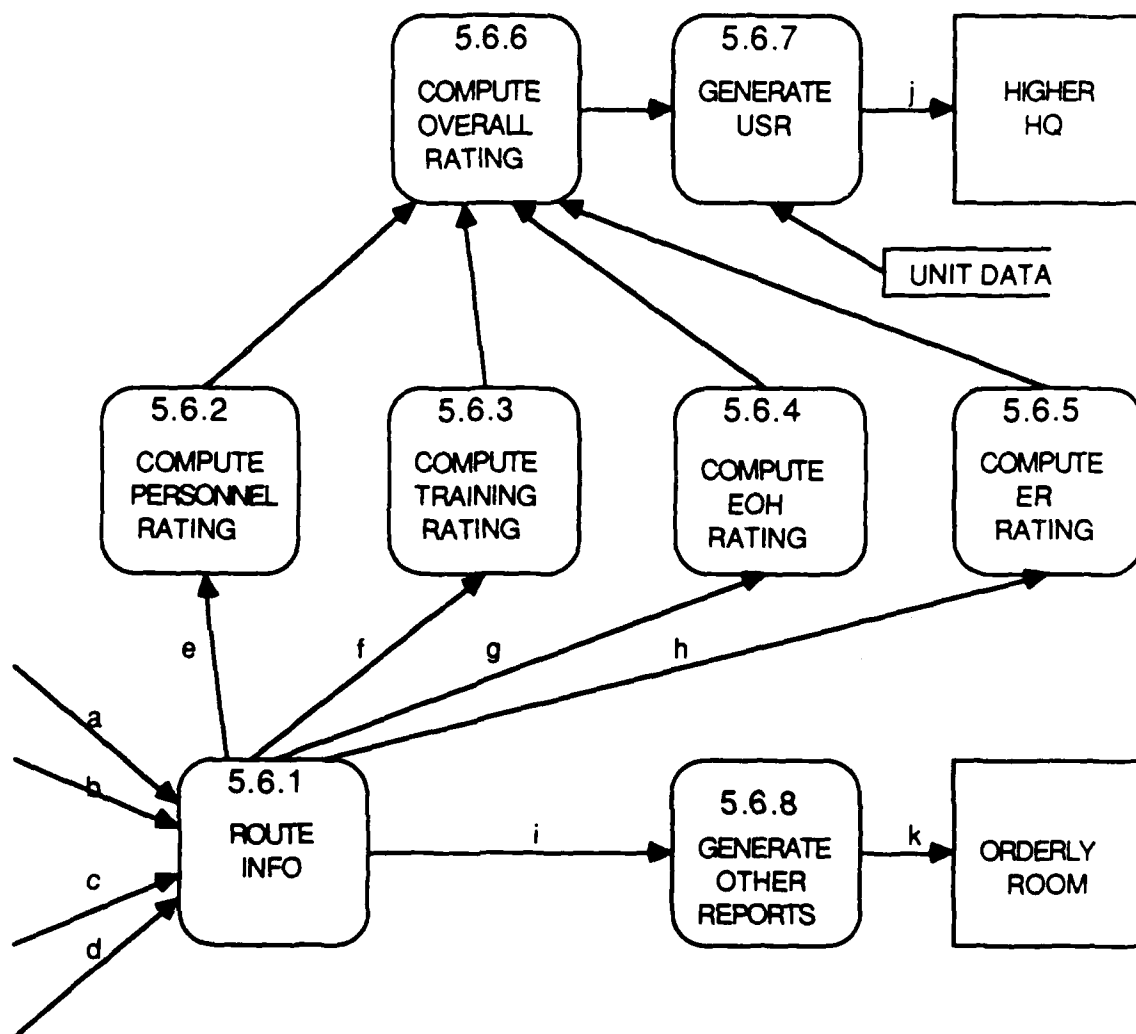 5.6.6
COMPUTE
OVERALL
RATING
5.6.7
GENERATE
USR
j
HIGHER
HQ
UNIT DATA
5.6.2
COMPUTE
PERSONNEL
RATING
5.6.3
COMPUTE
TRAINING
RATING
5.6.4
COMPUTE
EOH
RATING
5.6.5
COMPUTE
ER
RATING
e
f
g
h
a
b
c
d
5.6.1
ROUTE
INFO
i
5.6.8
GENERATE
OTHER
REPORTS
k
ORDERLY
ROOM